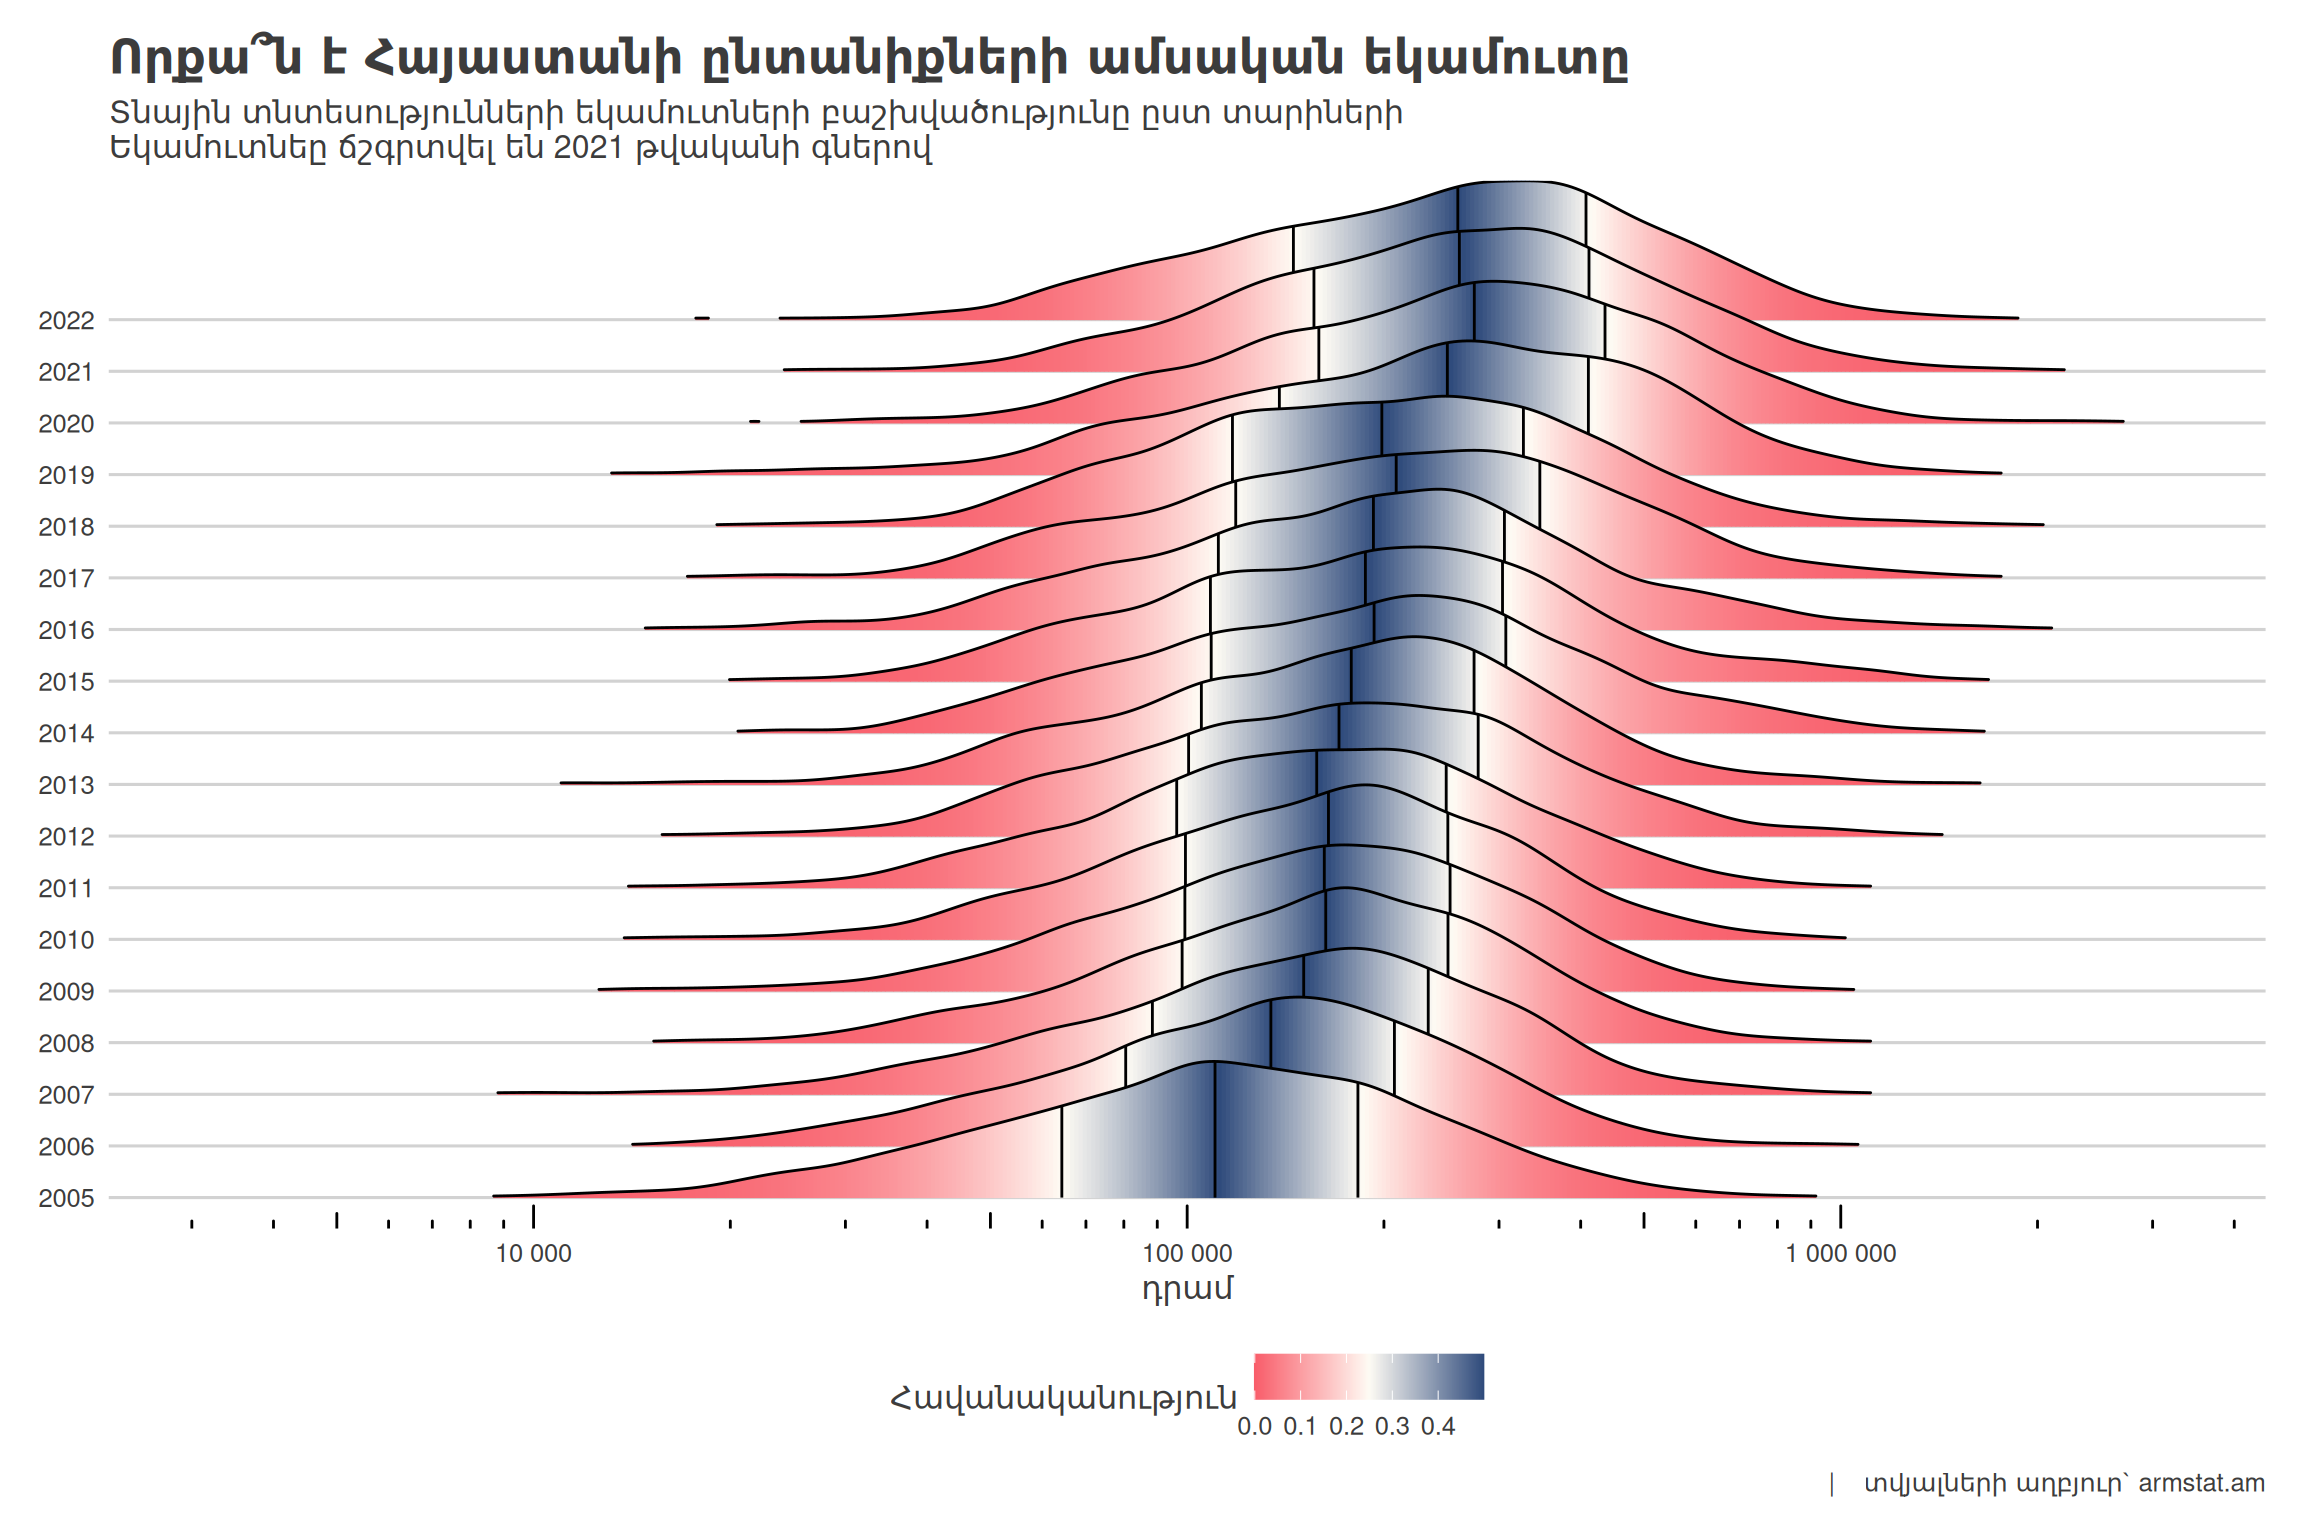 Որքա՞ն է Հայաստանի ընտանիքների ամսական եկամուտը
Տնային տնտեսությունների եկամուտների բաշխվածությունը ըստ տարիների
Եկամուտնեը ճշգրտվել են 2021 թվականի գներով
2022
2021
2020
2019
2018
2017
2016
2015
2014
2013
2012
2011
2010
2009
2008
2007
2006
2005
10 000 100 000 1 000 000
դրամ
Հավանականություն
0.0 0.1 0.2 0.3 0.4
| տվյալների աղբյուր՝ armstat.am